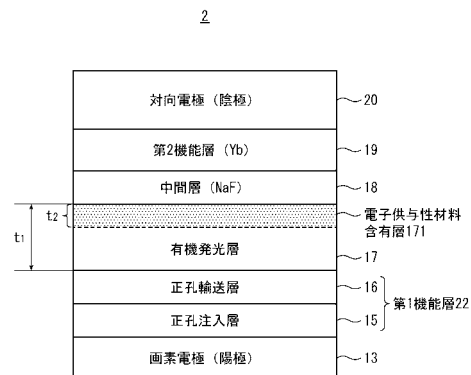 2
対向電極（陰極）
20
第2機能層（Yb）
19
中間層（NaF）
18
t2
電子供与性材料
含有層171
t1
有機発光層
17
正孔輸送層
16
第1機能層22
正孔注入層
15
画素電極（陽極）
13